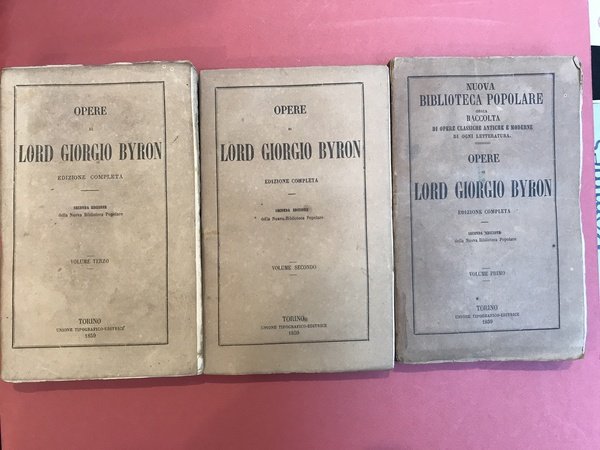 OPERE
DI
LORD GIORGIO BYRON
EDIZIONE COMPLETA
SECONDA EDIZIONE
della Nuova Biblioteca Popolare
VOLUME TERZO
TORINO
UNIONE TIPOGRAFICO-EDITRICE
1859
OPERE
DI
LORD GIORGIO BYRON
EDIZIONE COMPLETA
SECONDA EDIZIONE
della Nuova Biblioteca Popolare
VOLUME SECONDO
TORINO
UNIONE TIPOGRAFICO-EDITRICE
1859
NUOVA
BIBLIOTECA POPOLARE
OSSIA
RACCOLTA
DI OPERE CLASSICHE ANTICHE E MODERNE
DI OGNI LETTERATURA.
OPERE
DI
LORD GIORGIO BYRON
EDIZIONE COMPLETA
SECONDA EDIZIONE
della Nuova Biblioteca Popolare
VOLUME PRIMO
TORINO
UNIONE TIPOGRAFICO-EDITRICE
1859